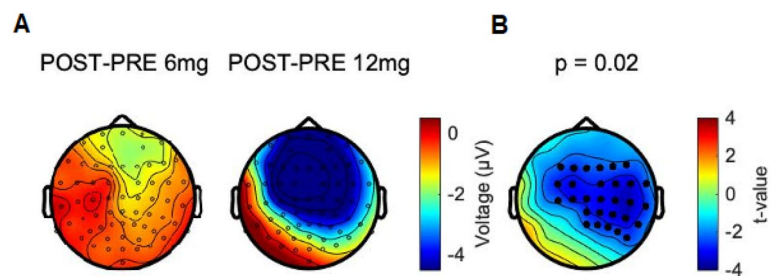 A
B
POST-PRE 6mg
POST-PRE 12mg
p = 0.02
0
-2
-4
Voltage (µV)
4
2
0
-2
-4
t-value